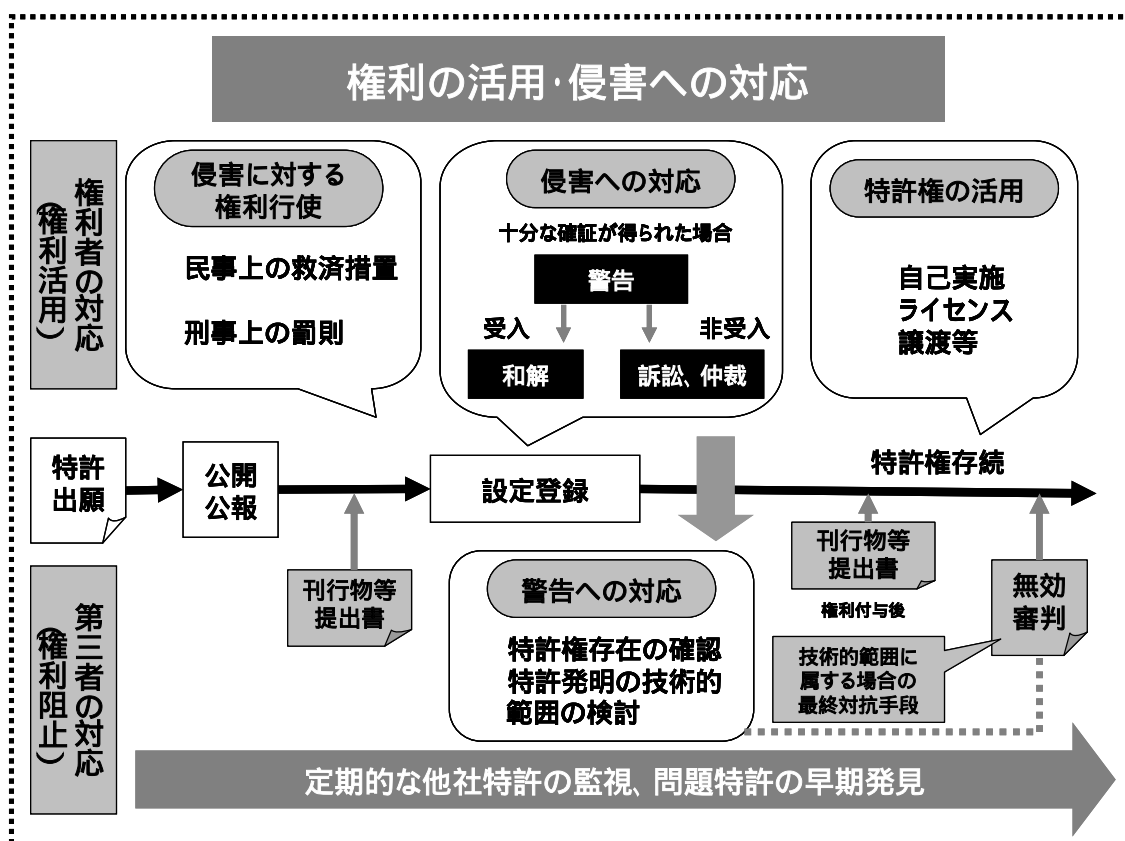 権利の活用・侵害への対応
権利者の対応
（権利活用）
侵害に対する
権利行使
民事上の救済措置
刑事上の罰則
侵害への対応
十分な確証が得られた場合
警告
受入
非受入
和解
訴訟、仲裁
特許権の活用
自己実施
ライセンス
譲渡等
特許
出願
公開
公報
設定登録
特許権存続
第三者の対応
（権利阻止）
刊行物等
提出書
警告への対応
特許権存在の確認
特許発明の技術的
範囲の検討
刊行物等
提出書
権利付与後
無効
審判
技術的範囲に
属する場合の
最終対抗手段
定期的な他社特許の監視、問題特許の早期発見